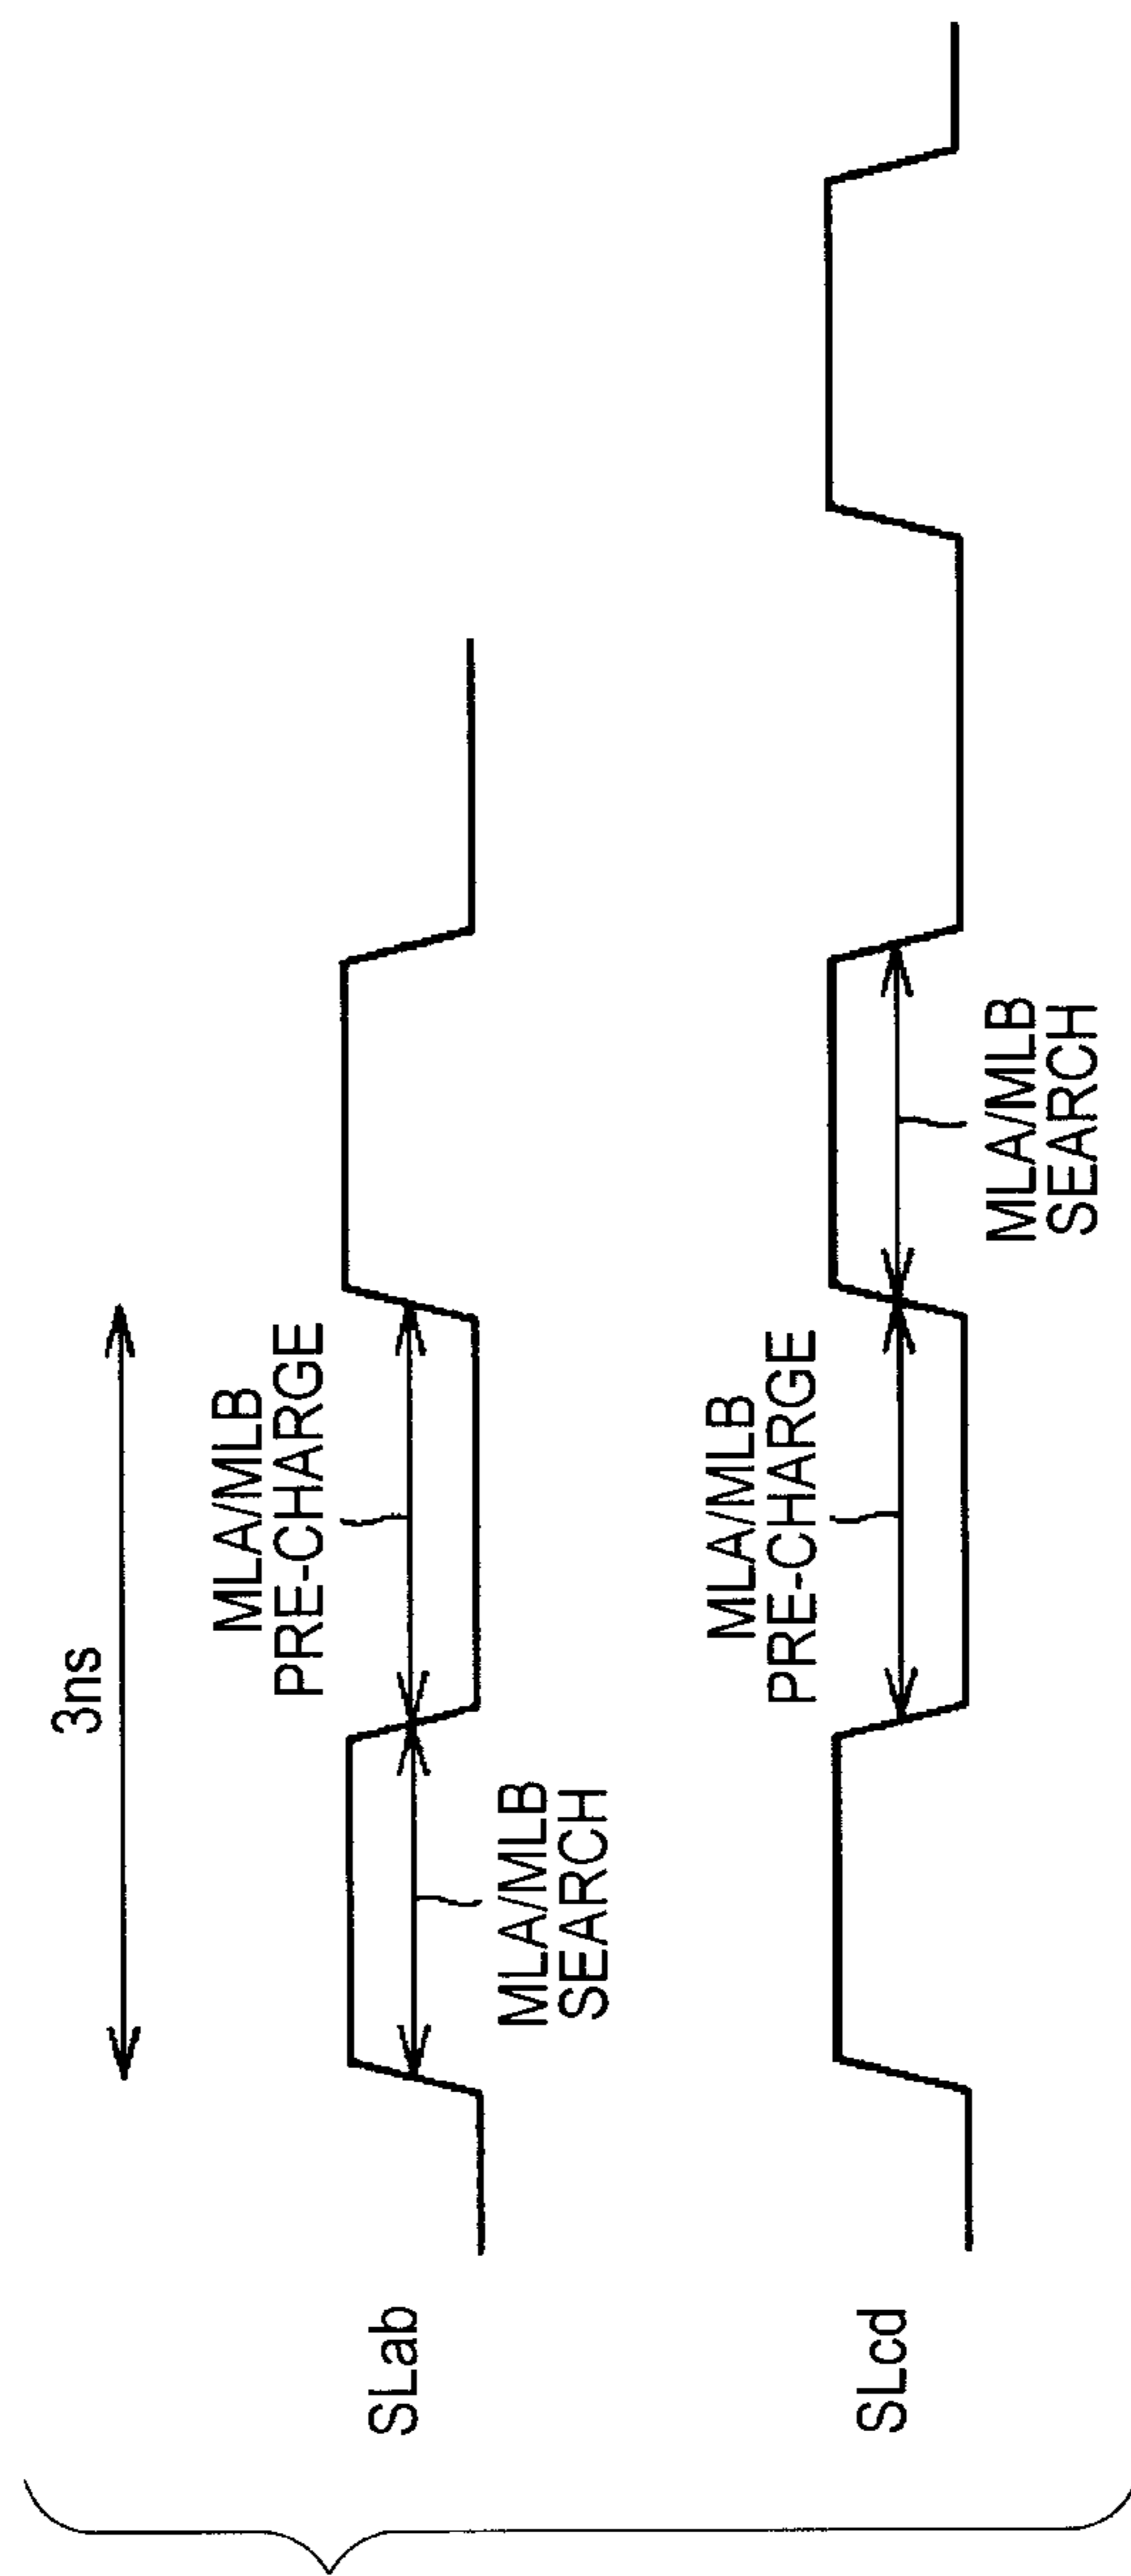 3ns
SLab
MLA/MLB
SEARCH
MLA/MLB
PRE-CHARGE
SLcd
MLA/MLB
PRE-CHARGE
MLA/MLB
SEARCH